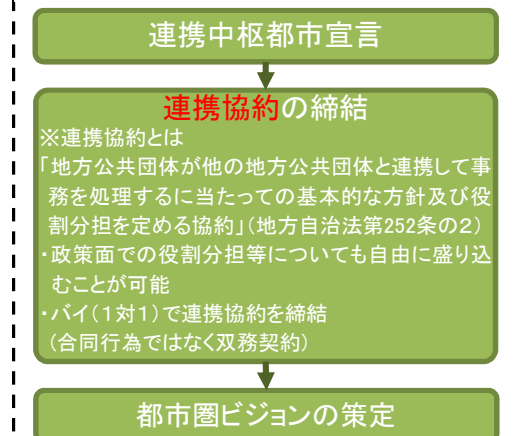 連携中枢都市宣言
連携協約の締結
※連携協約とは
「地方公共団体が他の地方公共団体と連携して事
務を処理するに当たっての基本的な方針及び役
割分担を定める協約」(地方自治法第252条の2)
・政策面での役割分担等についても自由に盛り込
むことが可能
・バイ(1対1)で連携協約を締結
(合同行為ではなく双務契約)
都市圏ビジョンの策定